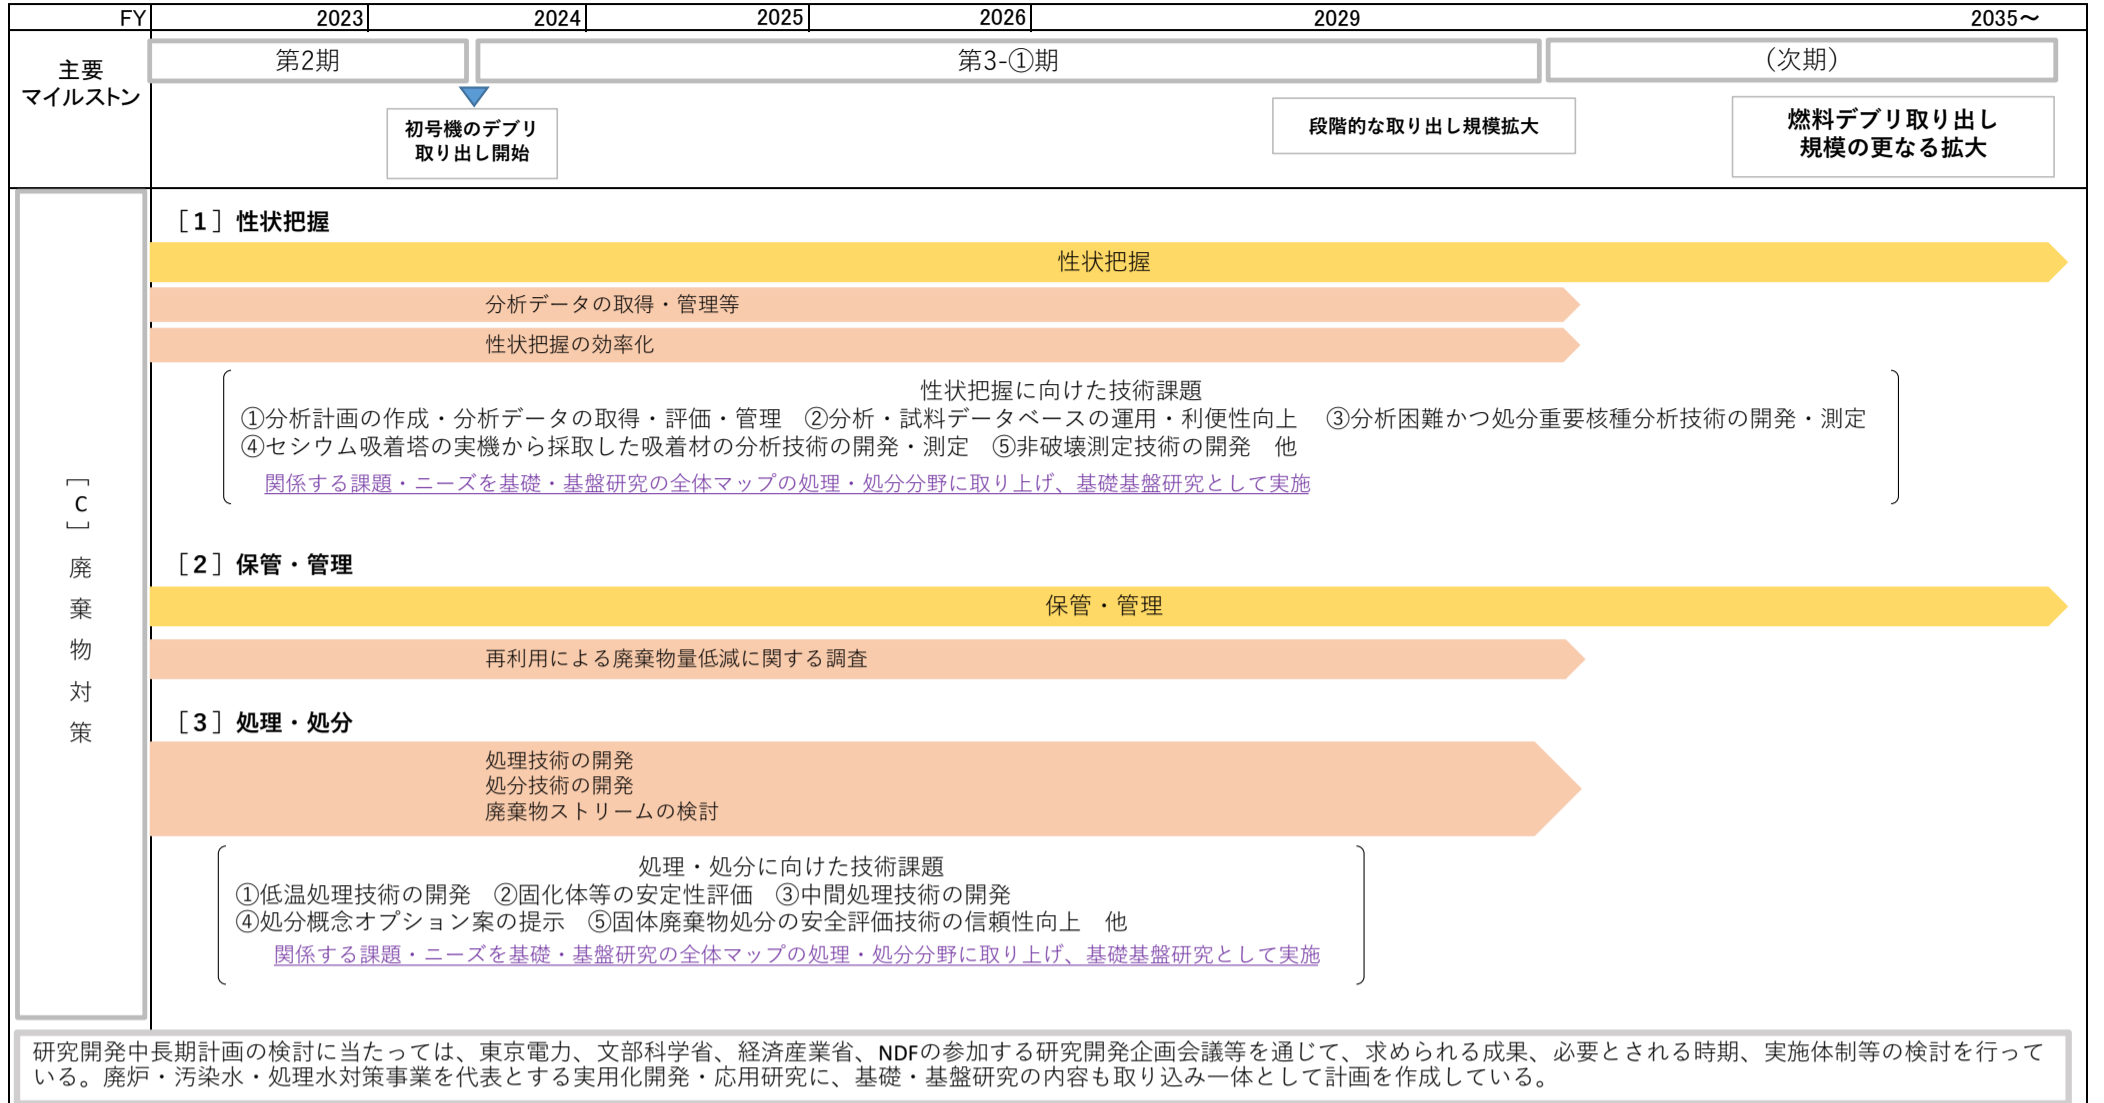 FY 2023 2024 2025 2026 2029 2035～
主要
マイルストン
第2期
第3-①期
（次期）
初号機のデブリ
取り出し開始
段階的な取り出し規模拡大
燃料デブリ取り出し
規模の更なる拡大
［C］廃棄物対策
［1］性状把握
性状把握
分析データの取得・管理等
性状把握の効率化
性状把握に向けた技術課題
①分析計画の作成・分析データの取得・評価・管理　②分析・試料データベースの運用・利便性向上　③分析困難かつ処分重要核種分析技術の開発・測定
④セシウム吸着塔の実機から採取した吸着材の分析技術の開発・測定　⑤非破壊測定技術の開発　他
関係する課題・ニーズを基礎・基盤研究の全体マップの処理・処分分野に取り上げ、基礎基盤研究として実施
［2］保管・管理
保管・管理
再利用による廃棄物量低減に関する調査
［3］処理・処分
処理技術の開発
処分技術の開発
廃棄物ストリームの検討
処理・処分に向けた技術課題
①低温処理技術の開発　②固化体等の安定性評価　③中間処理技術の開発
④処分概念オプション案の提示　⑤固体廃棄物処分の安全評価技術の信頼性向上　他
関係する課題・ニーズを基礎・基盤研究の全体マップの処理・処分分野に取り上げ、基礎基盤研究として実施
研究開発中長期計画の検討に当たっては、東京電力、文部科学省、経済産業省、NDFの参加する研究開発企画会議等を通じて、求められる成果、必要とされる時期、実施体制等の検討を行って
いる。廃炉・汚染水・処理水対策事業を代表とする実用化開発・応用研究に、基礎・基盤研究の内容も取り込み一体として計画を作成している。